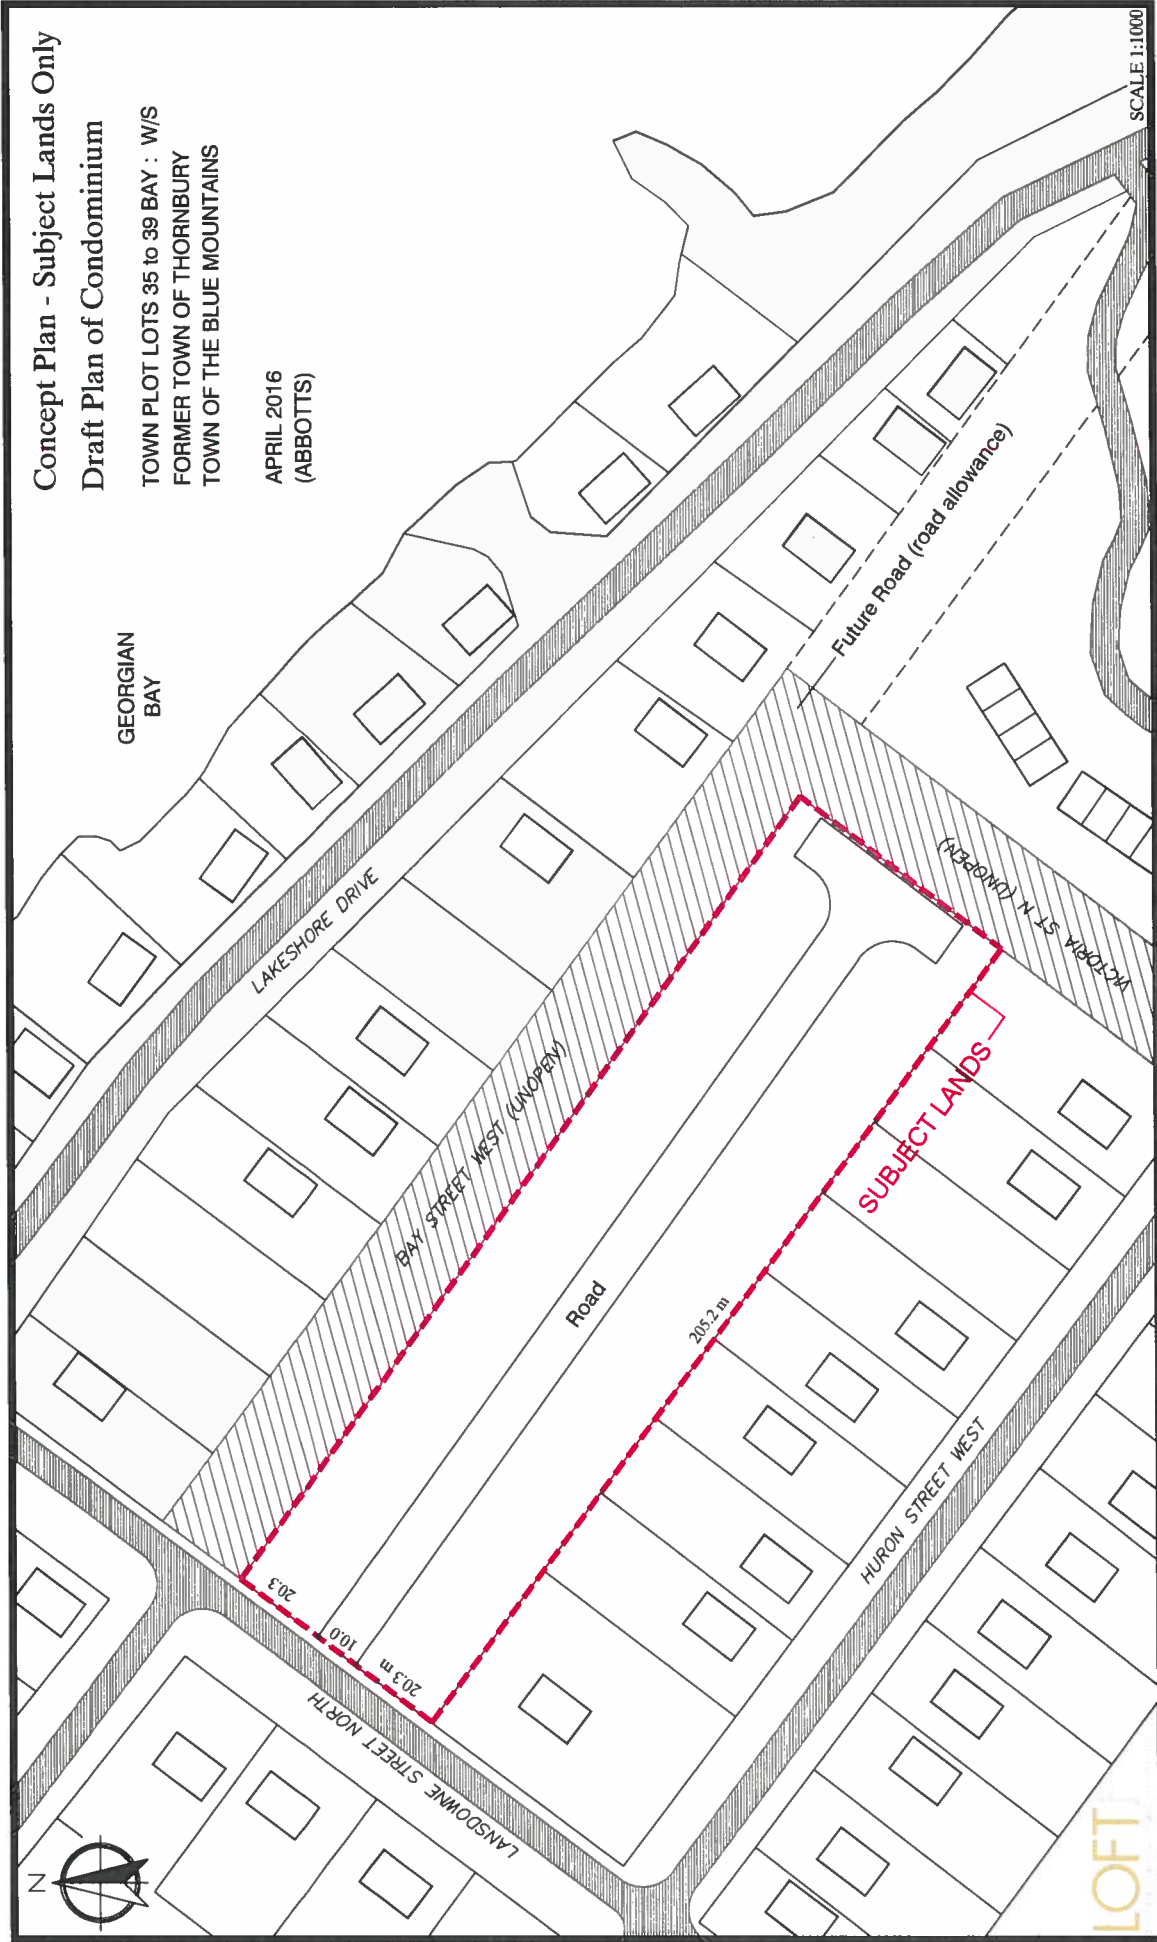 Concept Plan - Subject Lands Only
Draft Plan of Condominium
TOWN PLOT LOTS 35 to 39 BAY : W/S
FORMER TOWN OF THORNBURY
TOWN OF THE BLUE MOUNTAINS
APRIL 2016
(ABBOTTS)
GEORGIAN
BAY
N
LAKESHORE DRIVE
BAY STREET WEST (UNOPEN)
Future Road (road allowance)
VICTORIA ST N (UNOPEN)
Road
205.2 m
SUBJECT LANDS
20.3
10.0
20.3 m
LANSDOWNE STREET NORTH
HURON STREET WEST
LOFT
SCALE 1:1000